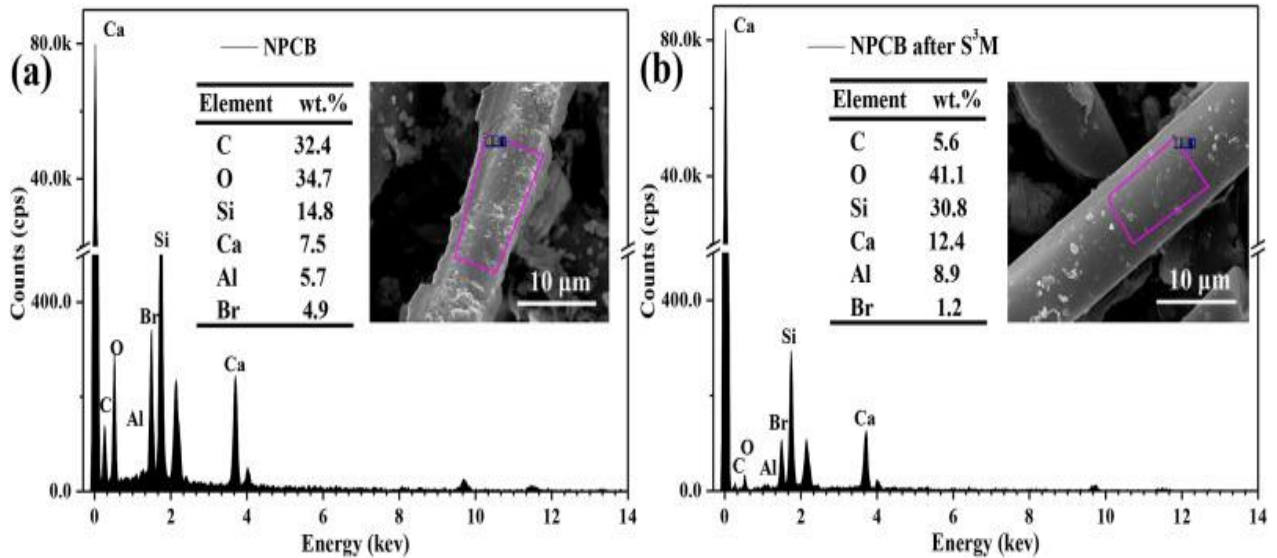 (a)
Ca
NPCB
Element wt.%
C 32.4
O 34.7
Si 14.8
Ca 7.5
Al 5.7
Br 4.9
10 µm
80.0k
40.0k
400.0
0.0
Counts (cps)
Si
Br
O
C
Al
Ca
0 2 4 6 8 10 12 14
Energy (kev)
(b)
Ca
NPCB after S³M
Element wt.%
C 5.6
O 41.1
Si 30.8
Ca 12.4
Al 8.9
Br 1.2
10 µm
80.0k
40.0k
400.0
0.0
Counts (cps)
Si
Br
O
C
Al
Ca
0 2 4 6 8 10 12 14
Energy (kev)